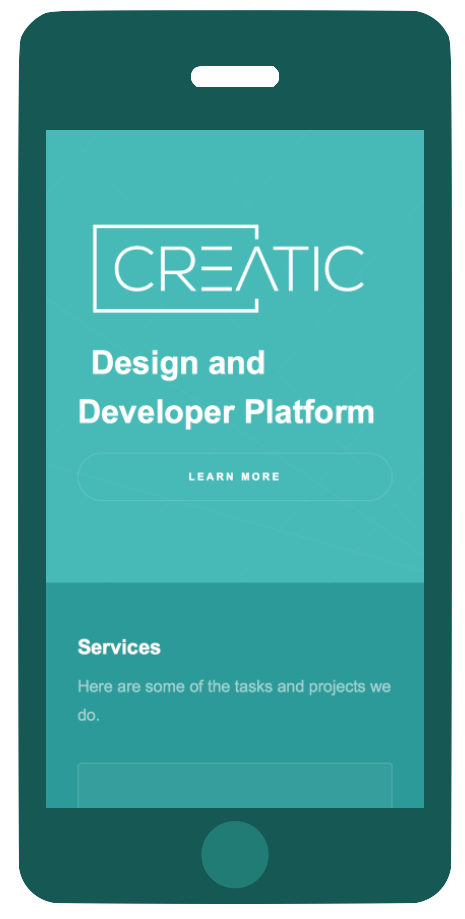 CREATIC
Design and
Developer Platform
LEARN MORE
Services
Here are some of the tasks and projects we
do.